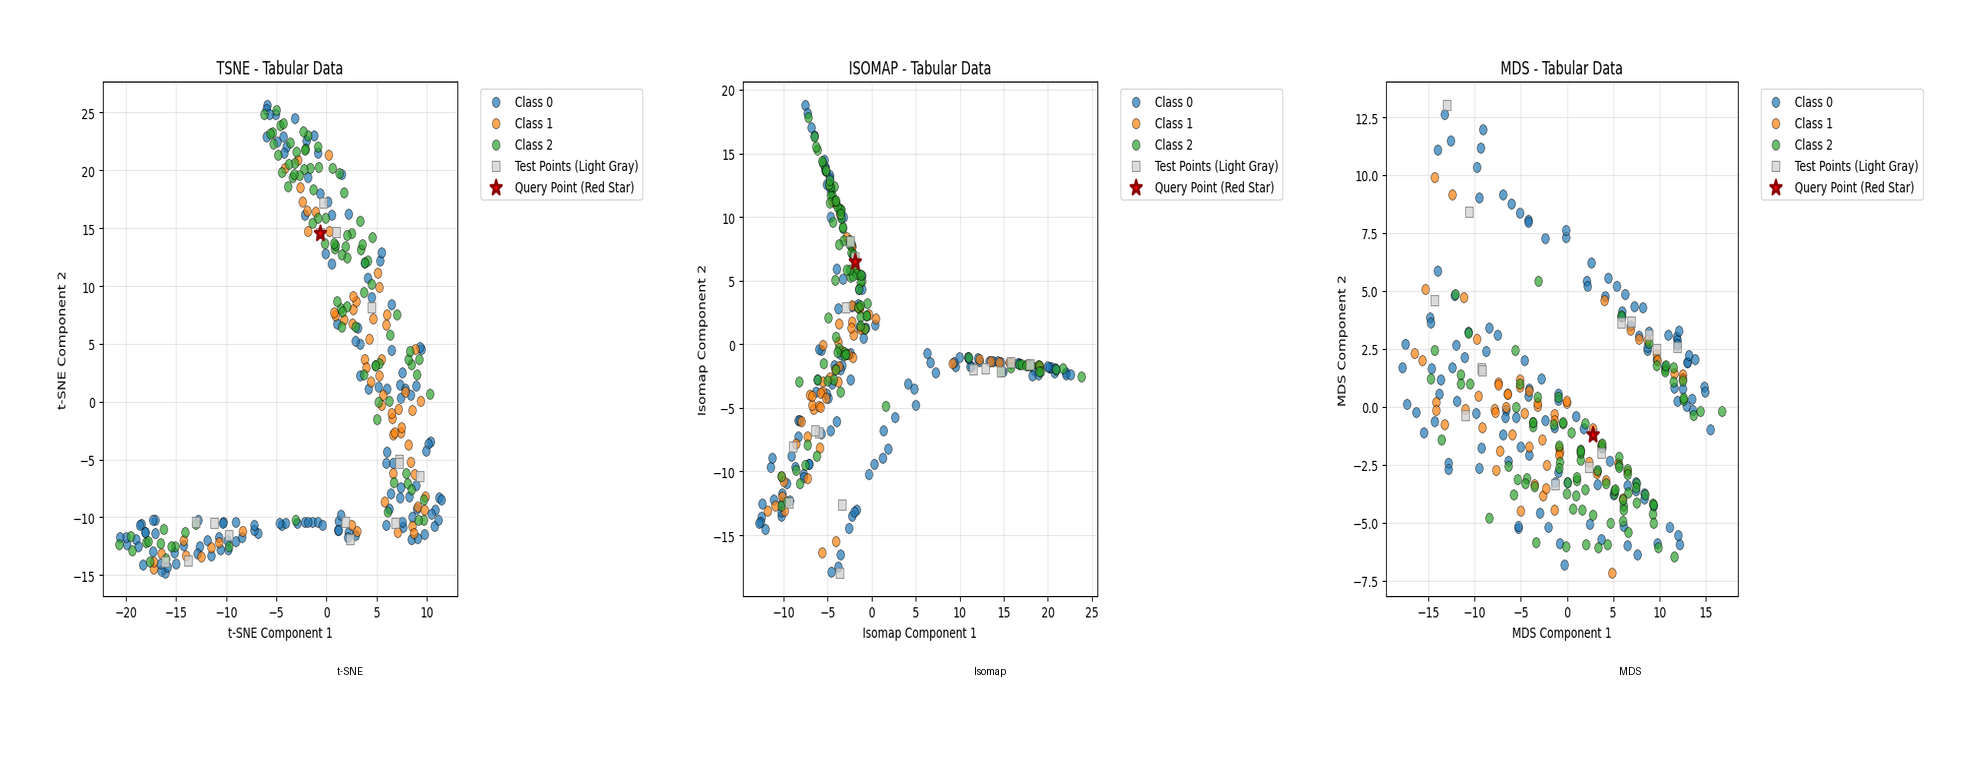 TSNE - Tabular Data
t-SNE Component 2
25
20
15
10
5
0
−5
−10
−15
−20
−15
−10
−5
0
5
10
t-SNE Component 1
Class 0
Class 1
Class 2
Test Points (Light Gray)
Query Point (Red Star)
t-SNE
ISOMAP - Tabular Data
Isomap Component 2
20
15
10
5
0
−5
−10
−15
−10
−5
0
5
10
15
20
25
Isomap Component 1
Class 0
Class 1
Class 2
Test Points (Light Gray)
Query Point (Red Star)
Isomap
MDS - Tabular Data
MDS Component 2
12.5
10.0
7.5
5.0
2.5
0.0
−2.5
−5.0
−7.5
−15
−10
−5
0
5
10
15
MDS Component 1
Class 0
Class 1
Class 2
Test Points (Light Gray)
Query Point (Red Star)
MDS